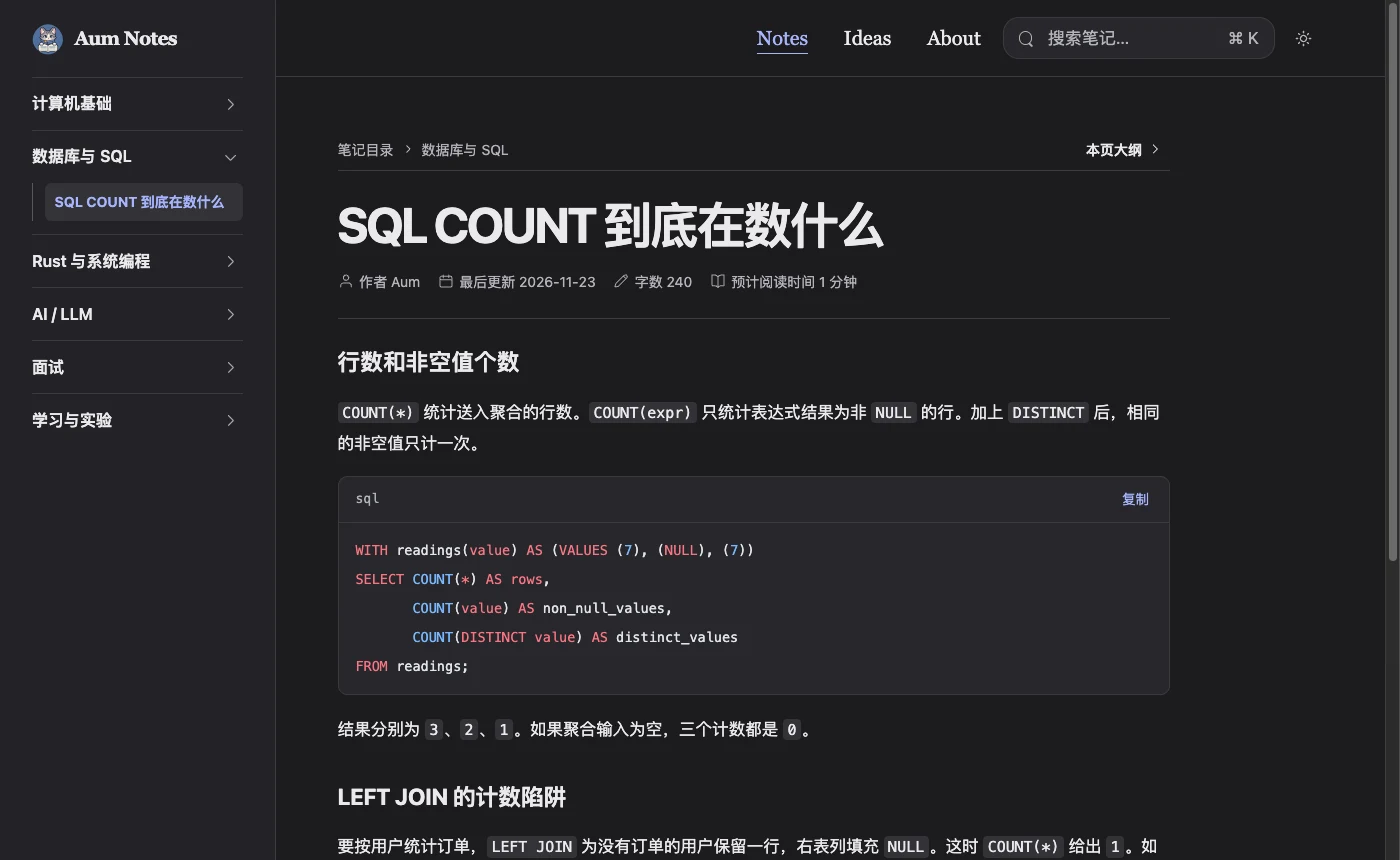 Aum Notes
Notes
Ideas
About
搜索笔记...
⌘ K
计算机基础
数据库与 SQL
SQL COUNT 到底在数什么
Rust 与系统编程
AI / LLM
面试
学习与实验
笔记目录 > 数据库与 SQL
本页大纲
SQL COUNT 到底在数什么
作者 Aum 最后更新 2026-11-23 字数 240 预计阅读时间 1 分钟
行数和非空值个数
COUNT(*) 统计送入聚合的行数。COUNT(expr) 只统计表达式结果为非 NULL 的行。加上 DISTINCT 后，相同
的非空值只计一次。
sql
复制
WITH readings(value) AS (VALUES (7), (NULL), (7))
SELECT COUNT(*) AS rows,
       COUNT(value) AS non_null_values,
       COUNT(DISTINCT value) AS distinct_values
FROM readings;
结果分别为 3、2、1。如果聚合输入为空，三个计数都是 0。
LEFT JOIN 的计数陷阱
要按用户统计订单，LEFT JOIN 为没有订单的用户保留一行，右表列填充 NULL。这时 COUNT(*) 给出 1。如